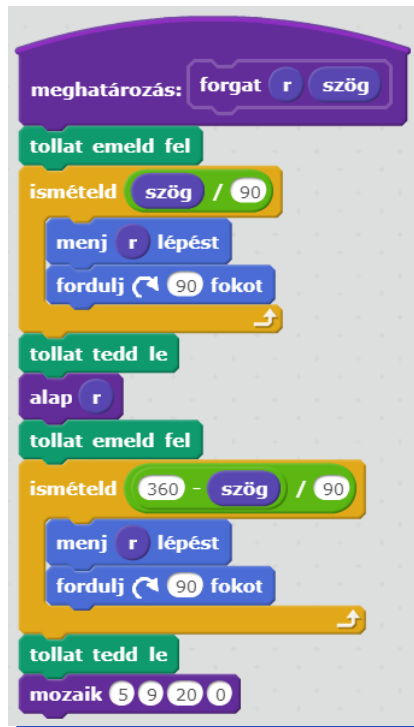 meghatározás: forgat r szög
tollat emeld fel
ismételd szög / 90
menj r lépést
fordulj 90 fokot
tollat tedd le
alap r
tollat emeld fel
ismételd 360 - szög / 90
menj r lépést
fordulj 90 fokot
tollat tedd le
mozaik 5 9 20 0